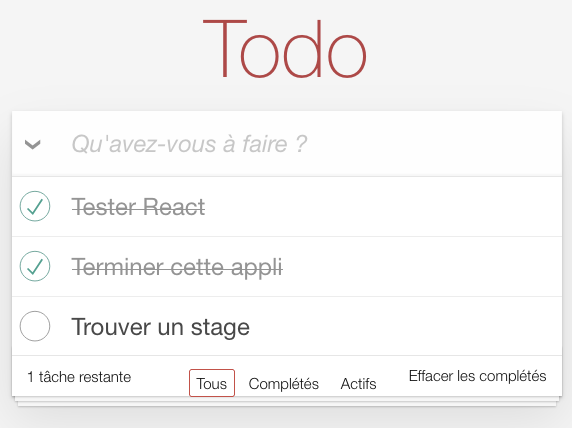 Todo
Qu'avez-vous à faire ?
Tester React
Terminer cette appli
Trouver un stage
1 tâche restante
Tous
Complétés
Actifs
Effacer les complétés